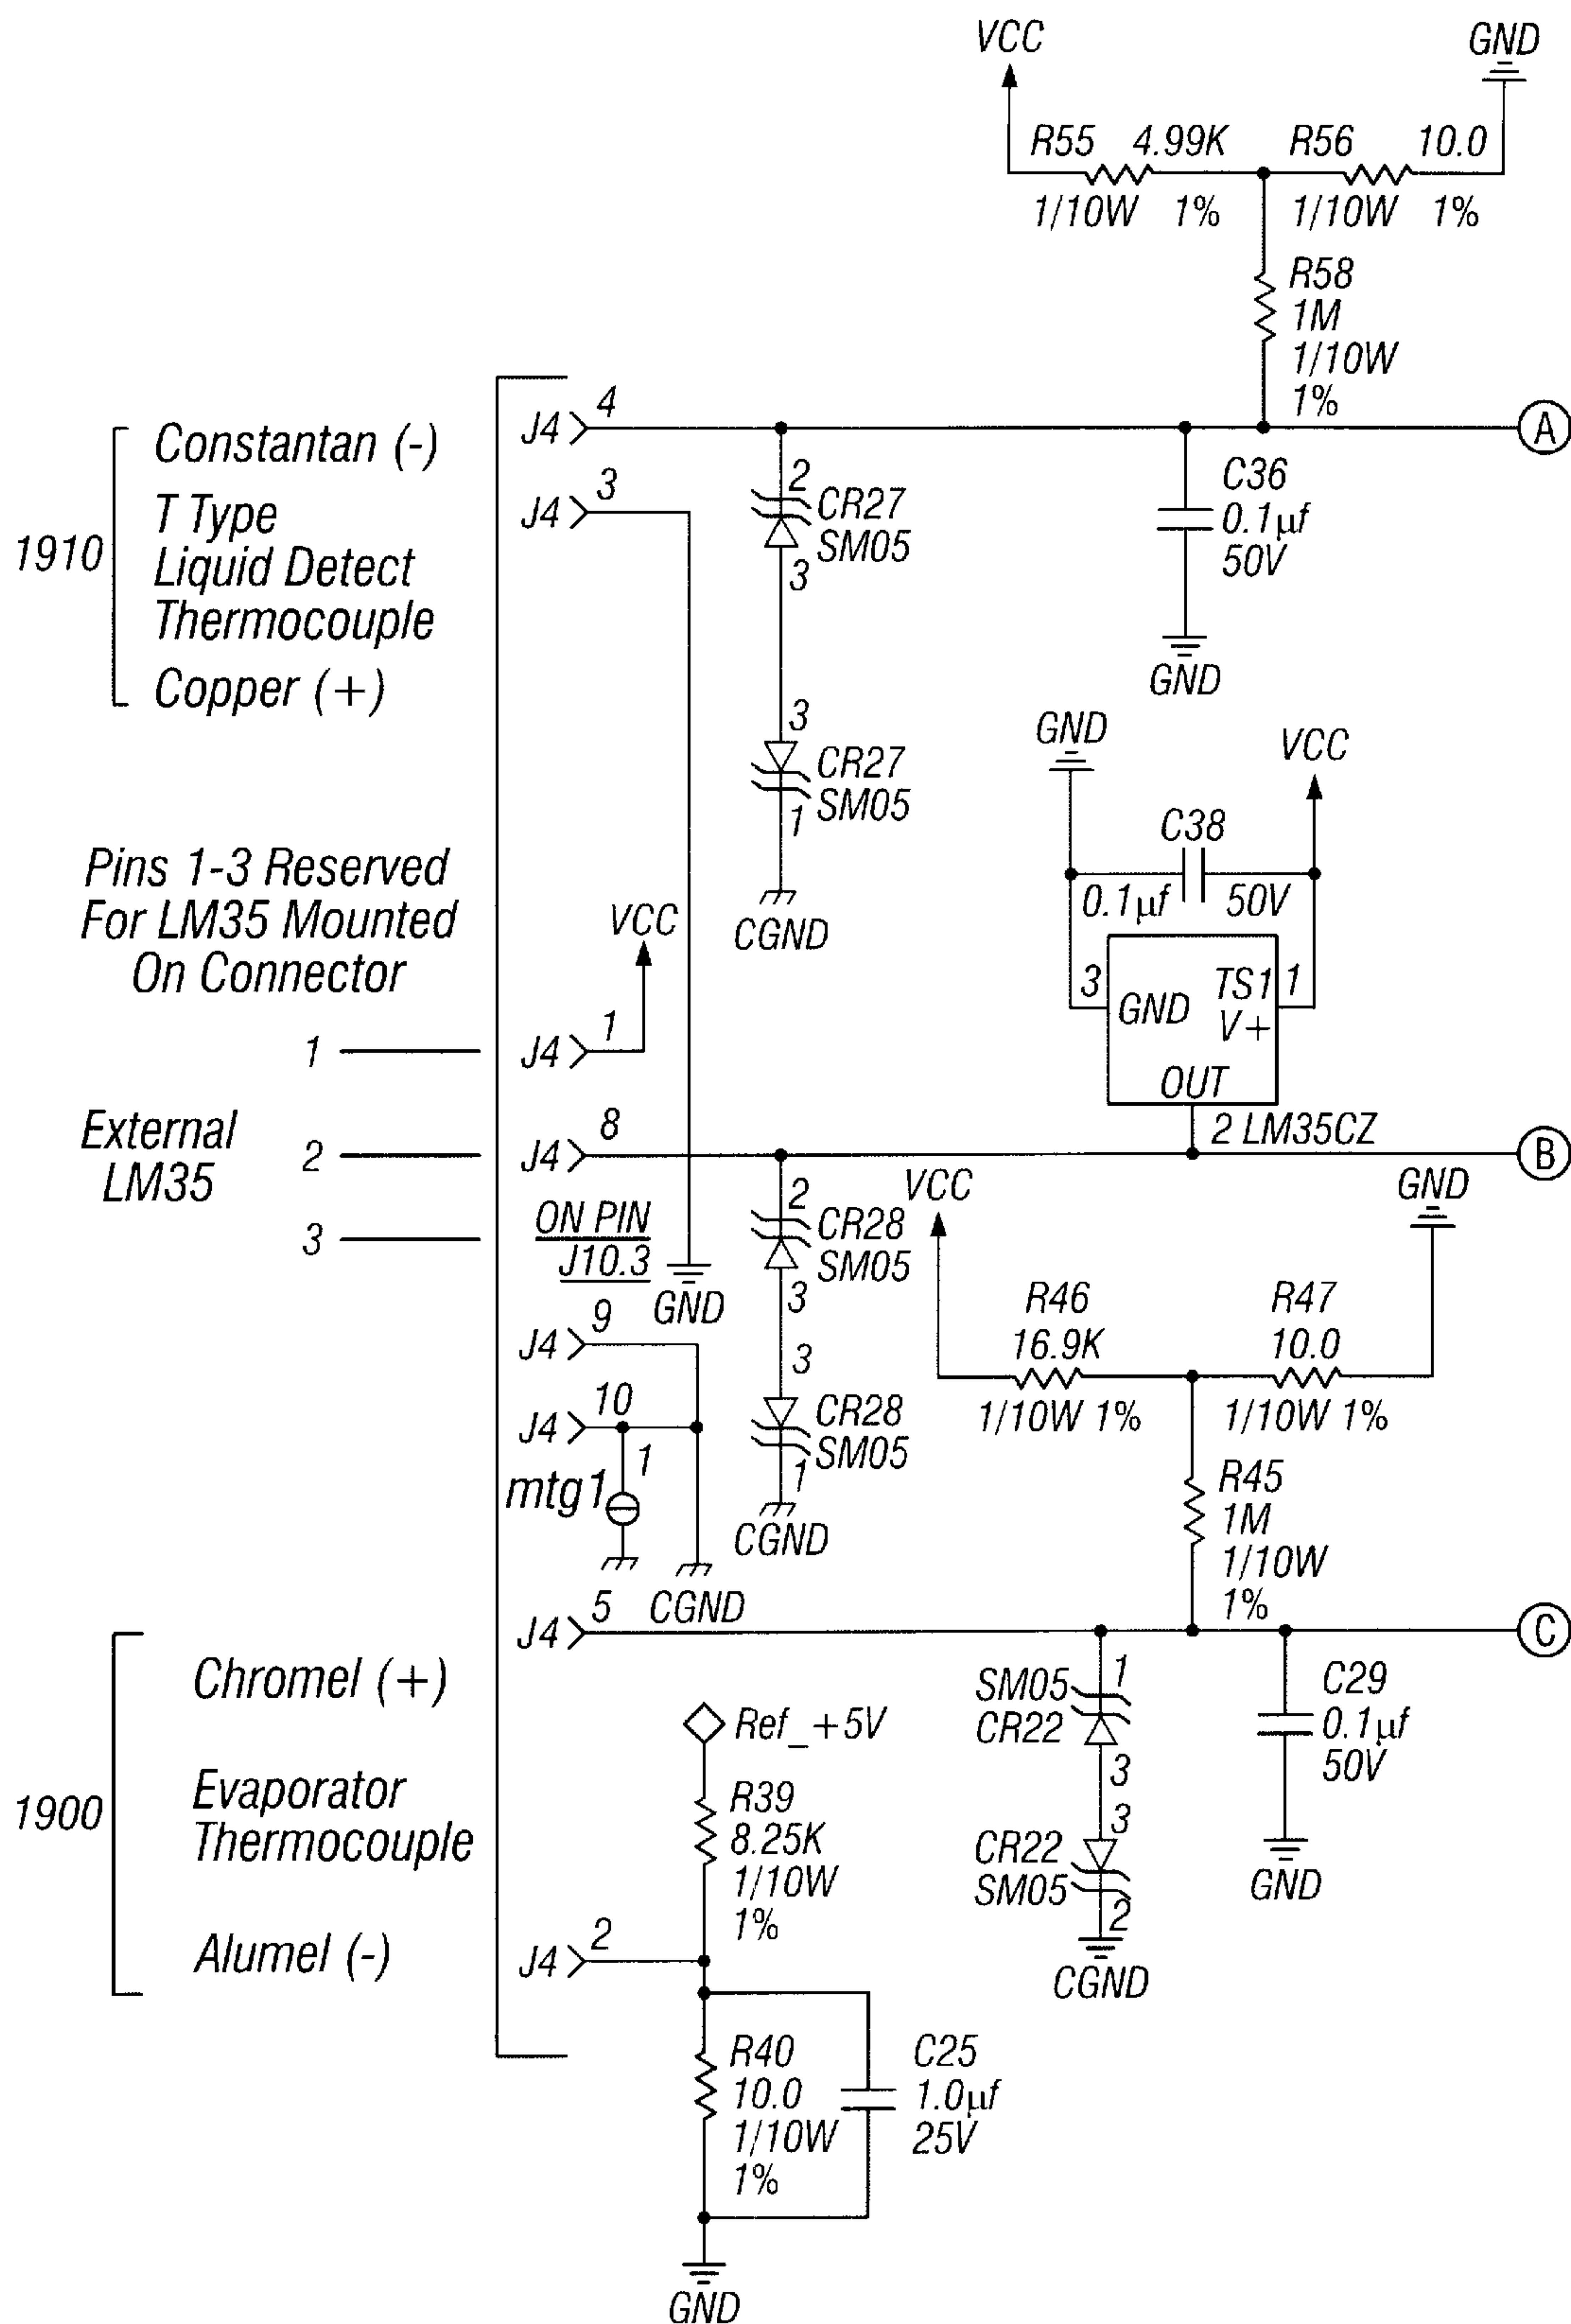 VCC
GND
R55 4.99K
R56 10.0
1/10W 1%
1/10W 1%
R58
1M
1/10W
1%
1910
Constantan (-)
T Type
Liquid Detect
Thermocouple
Copper (+)
J4
4
J4
3
A
2
CR27
SM05
3
3
CR27
SM05
1
CGND
C36
0.1µf
50V
GND
GND
VCC
C38
0.1µf 50V
3
GND
TS1
V+
1
OUT
2 LM35CZ
Pins 1-3 Reserved
For LM35 Mounted
On Connector
VCC
1
J4
1
External
LM35
2
J4
8
B
3
ON PIN
J10.3
GND
2
CR28
SM05
3
3
CR28
SM05
1
CGND
VCC
GND
R46
16.9K
1/10W 1%
R47
10.0
1/10W 1%
R45
1M
1/10W
1%
J4
9
J4
10
1
mtg1
CGND
J4
5
C
1900
Chromel (+)
Evaporator
Thermocouple
Alumel (-)
Ref_+5V
R39
8.25K
1/10W
1%
J4
2
SM05
CR22
1
3
3
CR22
SM05
2
CGND
C29
0.1µf
50V
GND
R40
10.0
1/10W
1%
C25
1.0µf
25V
GND